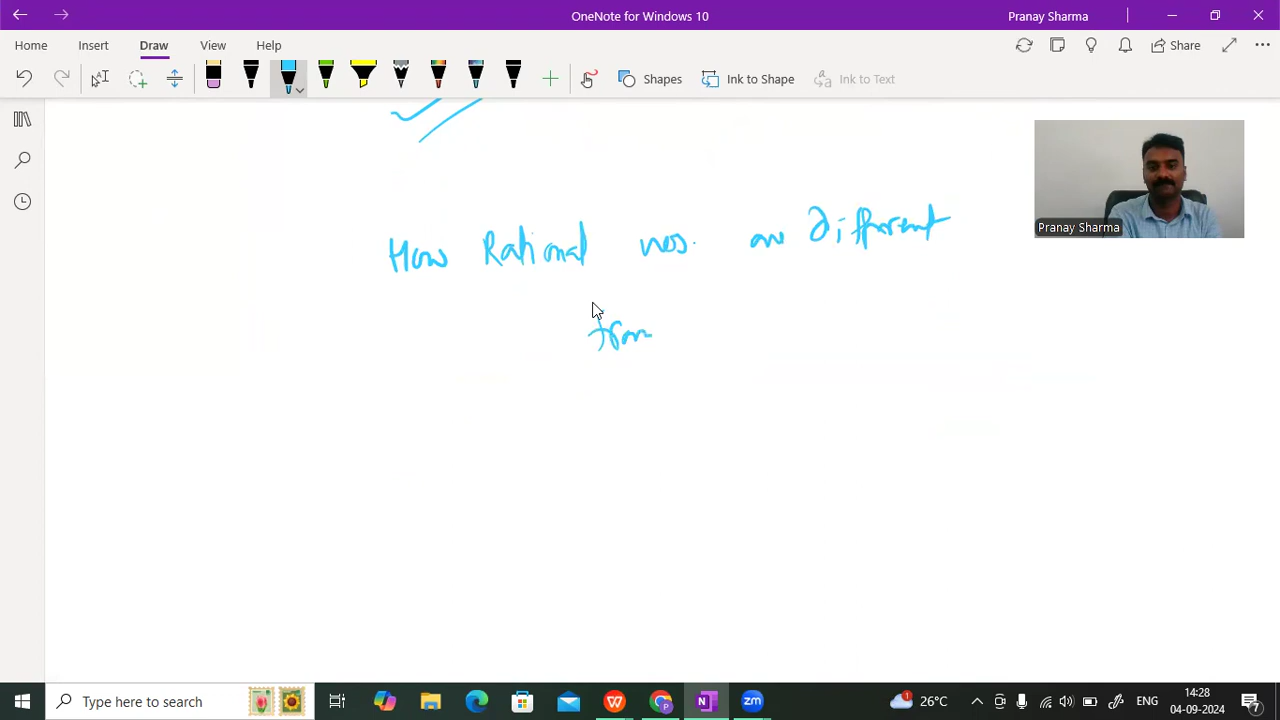 OneNote for Windows 10
Pranay Sharma
Home Insert Draw View Help
Share
Shapes
Ink to Shape
Ink to Text
Pranay Sharma
How Rational nos. are different
from
Type here to search
26°C
ENG
14:28
04-09-2024